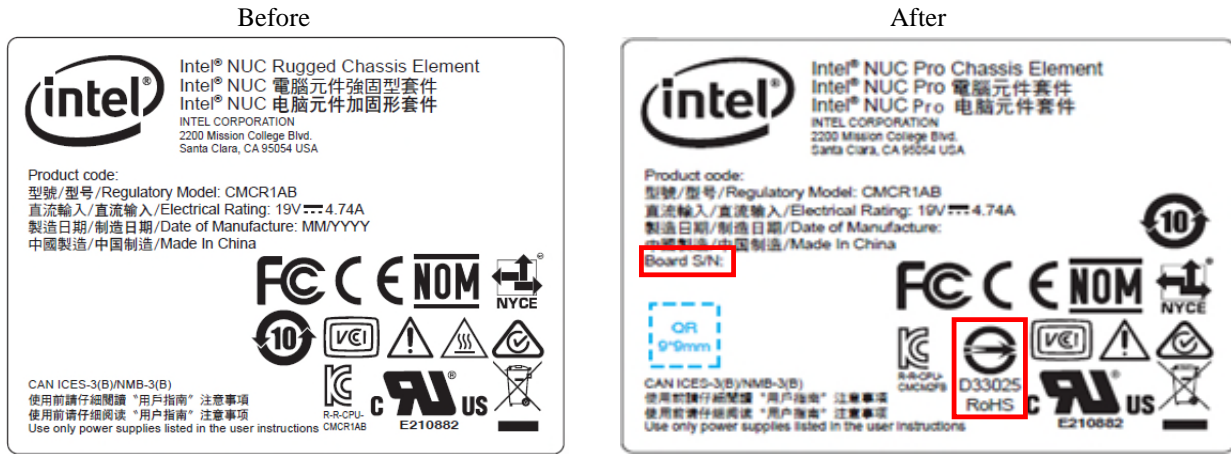 Before
After
intel®
Intel® NUC Rugged Chassis Element
Intel® NUC 電腦元件強固型套件
Intel® NUC 电脑元件加固形套件
INTEL CORPORATION
2200 Mission College Blvd.
Santa Clara, CA 95054 USA
Product code:
型號/型号/Regulatory Model: CMCR1AB
直流輸入/直流输入/Electrical Rating: 19V 4.74A
製造日期/制造日期/Date of Manufacture: MM/YYYY
中國製造/中国制造/Made In China
FC CE NOM
NYCE
10
VCI
CAN ICES-3(B)/NMB-3(B)
使用前請仔細閱讀“用戶指南”注意事項
使用前请仔细阅读“用户指南”注意事项
Use only power supplies listed in the user instructions
R-R-CPU-
CMCR1AB
C UR® US
E210882
intel®
Intel® NUC Pro Chassis Element
Intel® NUC Pro 電腦元件套件
Intel® NUC Pro 电脑元件套件
INTEL CORPORATION
2200 Mission College Blvd.
Santa Clara, CA 95054 USA
Product code:
型號/型号/Regulatory Model: CMCR1AB
直流輸入/直流输入/Electrical Rating: 19V 4.74A
製造日期/制造日期/Date of Manufacture:
中國製造/中国制造/Made In China
Board S/N:
10
FC CE NOM
NYCE
QR
9*9mm
VCI
R-R-CPU-
CMCN2FB
D33025
RoHS
C UR® US
E210882
CAN ICES-3(B)/NMB-3(B)
使用前請仔細閱讀“用戶指南”注意事項
使用前请仔细阅读“用户指南”注意事项
Use only power supplies listed in the user instructions